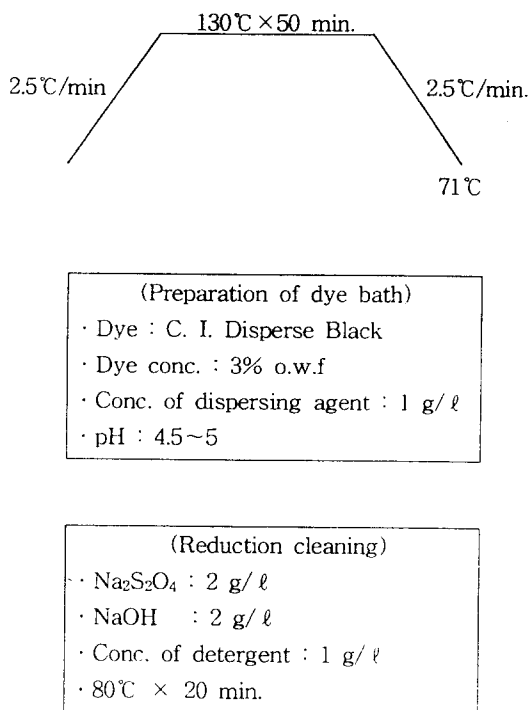 130℃×50 min.
2.5℃/min
2.5℃/min.
71℃
(Preparation of dye bath)
· Dye : C. I. Disperse Black
· Dye conc. : 3% o.w.f
· Conc. of dispersing agent : 1 g/ℓ
· pH : 4.5~5
(Reduction cleaning)
· Na₂S₂O₄ : 2 g/ℓ
· NaOH : 2 g/ℓ
· Conc. of detergent : 1 g/ℓ
· 80℃ × 20 min.